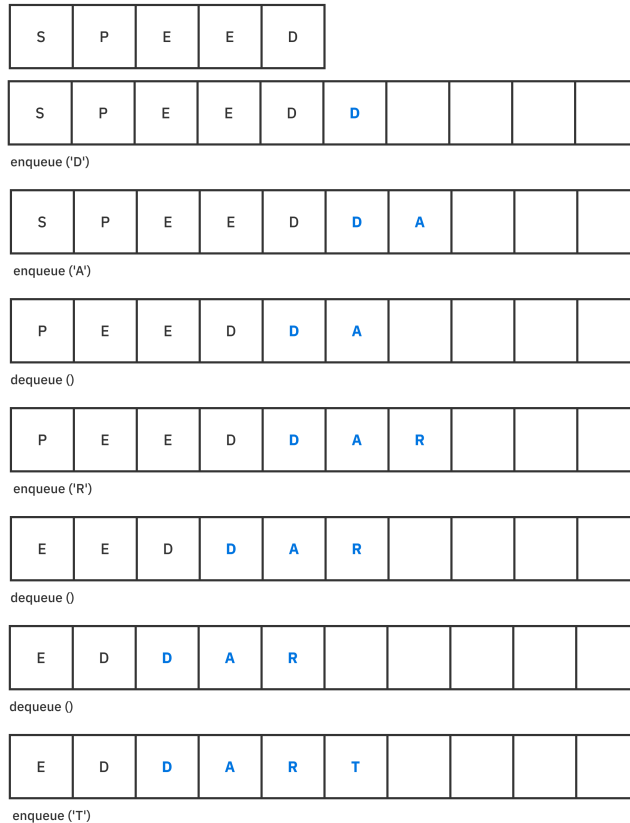 S P E E D
S P E E D D
enqueue ('D')
S P E E D D A
enqueue ('A')
P E E D D A
dequeue ()
P E E D D A R
enqueue ('R')
E E D D A R
dequeue ()
E D D A R
dequeue ()
E D D A R T
enqueue ('T')